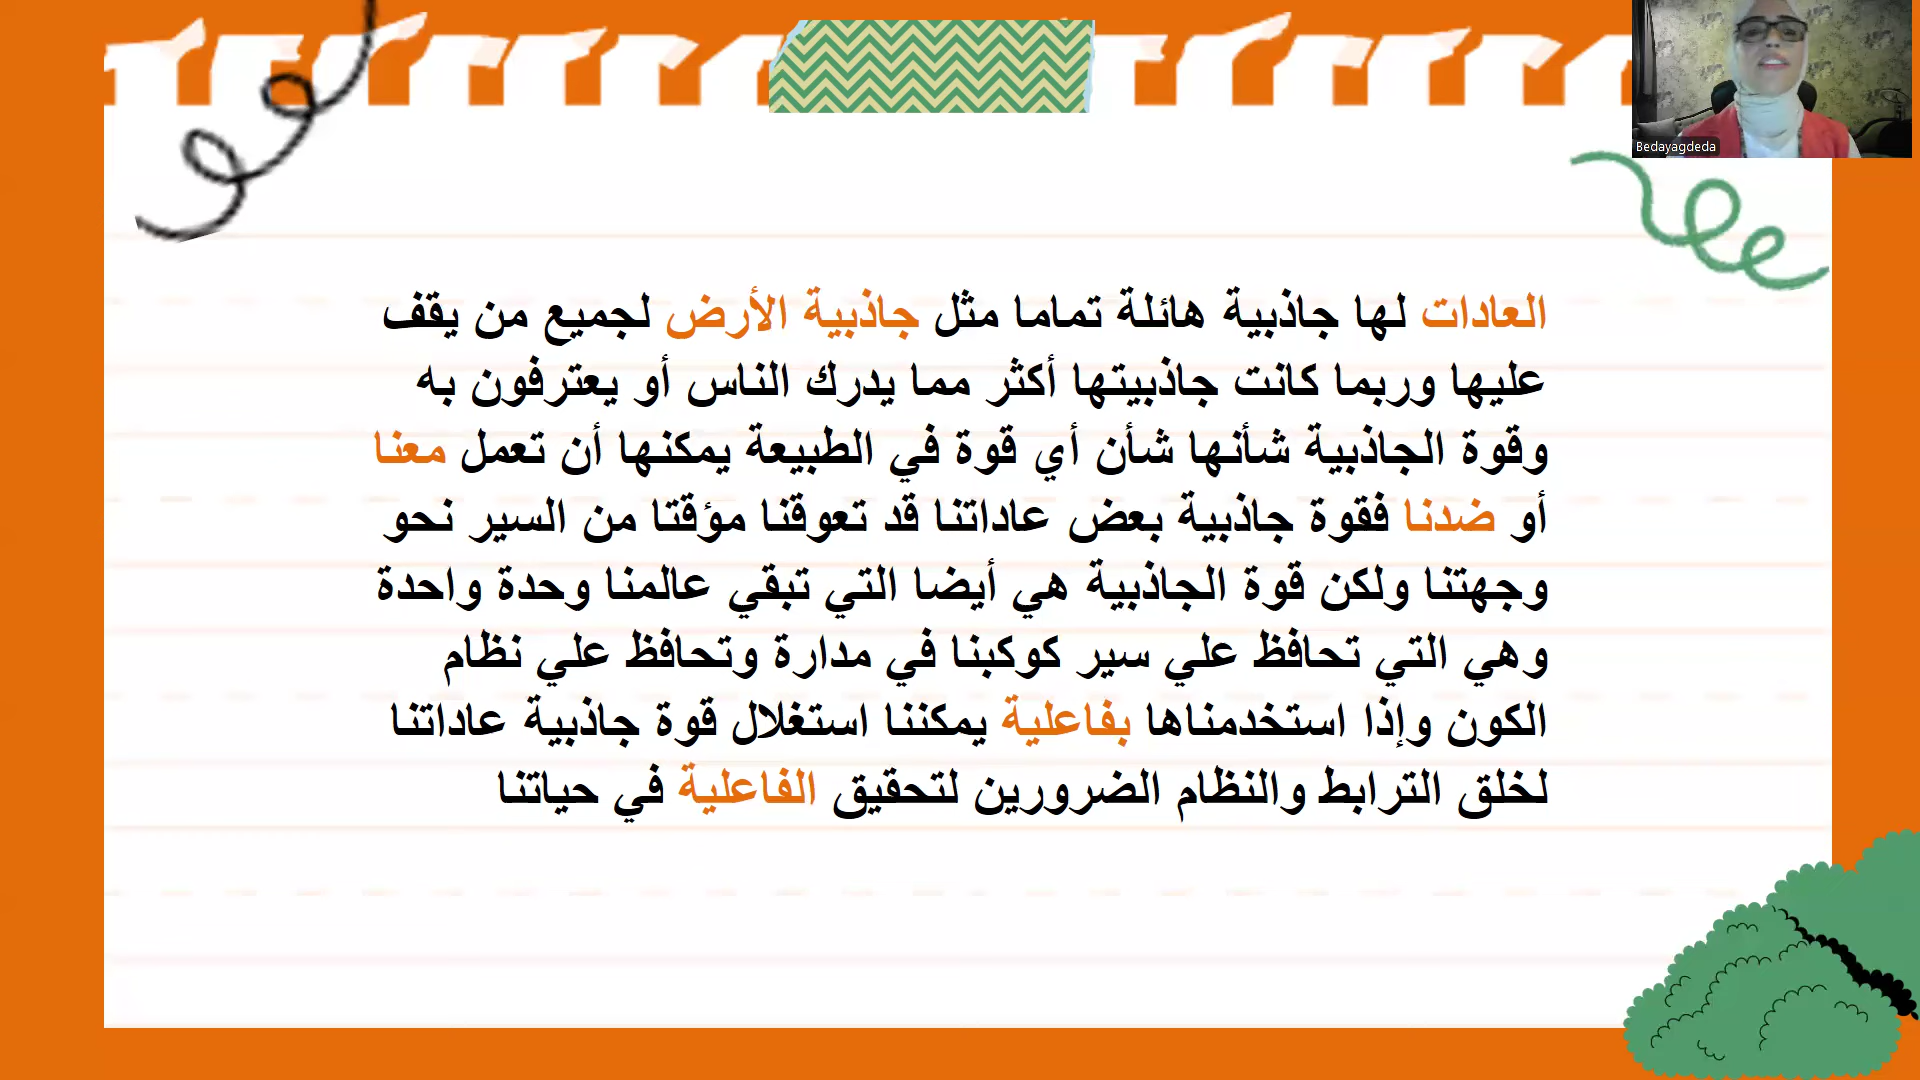 Bedayagdeda
العادات لها جاذبية هائلة تماما مثل جاذبية الأرض لجميع من يقف
عليها وربما كانت جاذبيتها أكثر مما يدرك الناس أو يعترفون به
وقوة الجاذبية شأنها شأن أي قوة في الطبيعة يمكنها أن تعمل معنا
أو ضدنا فقوة جاذبية بعض عاداتنا قد تعوقنا مؤقتا من السير نحو
وجهتنا ولكن قوة الجاذبية هي أيضا التي تبقي عالمنا وحدة واحدة
وهي التي تحافظ علي سير كوكبنا في مدارة وتحافظ علي نظام
الكون وإذا استخدمناها بفاعلية يمكننا استغلال قوة جاذبية عاداتنا
لخلق الترابط والنظام الضرورين لتحقيق الفاعلية في حياتنا